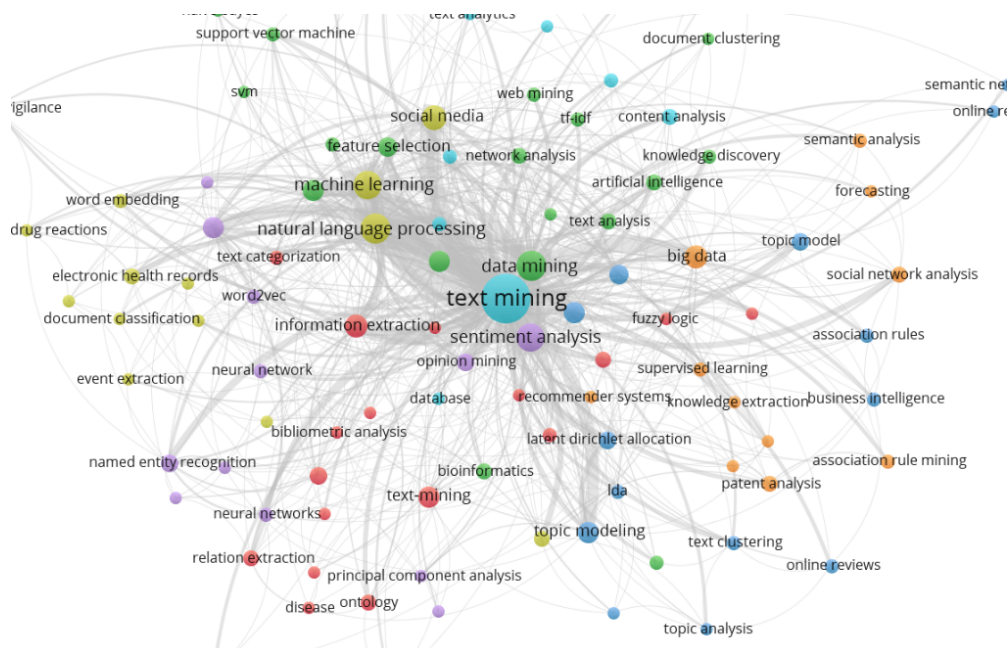 text analytics
support vector machine
document clustering
semantic
svm
web mining
social media
tf-idf
content analysis
vigilance
feature selection
network analysis
knowledge discovery
semantic analysis
machine learning
artificial intelligence
forecasting
word embedding
drug reactions
natural language processing
text analysis
topic model
text categorization
data mining
big data
electronic health records
social network analysis
word2vec
text mining
document classification
information extraction
fuzzy logic
sentiment analysis
association rules
opinion mining
neural network
supervised learning
event extraction
database
recommender systems
knowledge extraction
business intelligence
bibliometric analysis
latent dirichlet allocation
named entity recognition
bioinformatics
association rule mining
patent analysis
lda
text-mining
neural networks
topic modeling
text clustering
relation extraction
online reviews
principal component analysis
disease
ontology
topic analysis